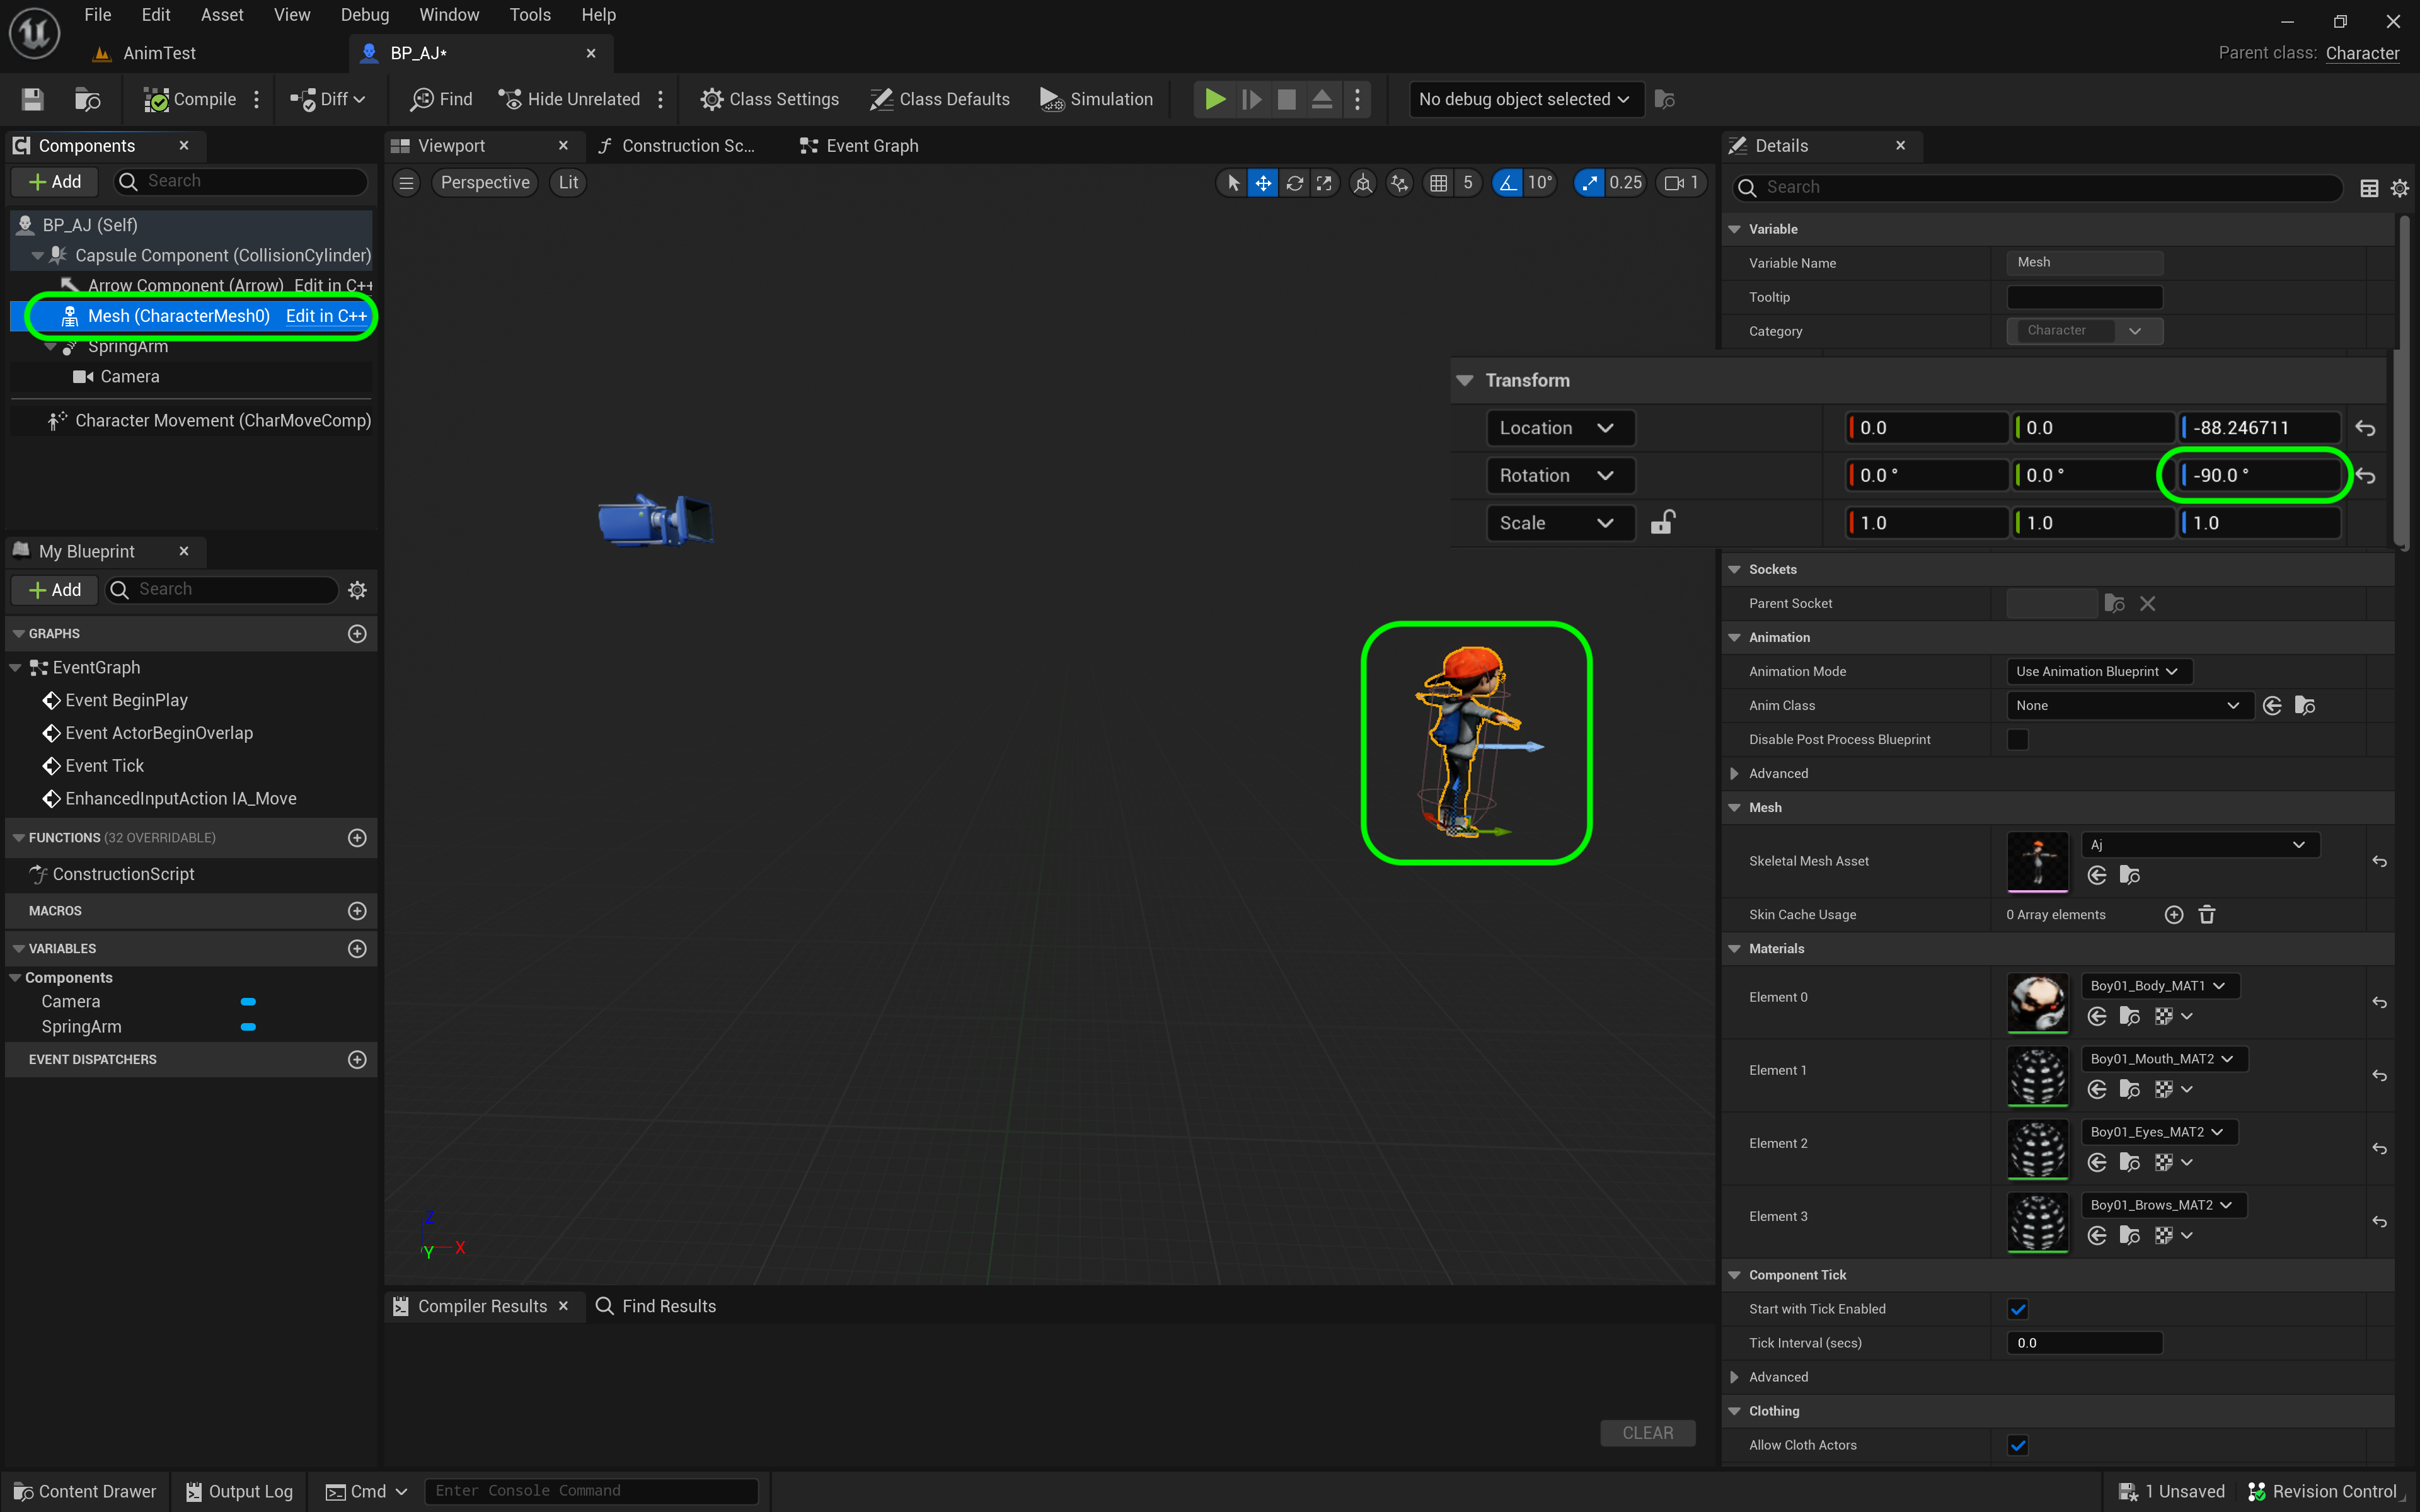 File Edit Asset View Debug Window Tools Help
AnimTest
BP_AJ*
Parent class: Character
Compile
Diff
Find
Hide Unrelated
Class Settings
Class Defaults
Simulation
No debug object selected
Components
Add
Search
BP_AJ (Self)
Capsule Component (CollisionCylinder)
Arrow Component (Arrow) Edit in C++
Mesh (CharacterMesh0) Edit in C++
SpringArm
Camera
Character Movement (CharMoveComp)
My Blueprint
Add
Search
GRAPHS
EventGraph
Event BeginPlay
Event ActorBeginOverlap
Event Tick
EnhancedInputAction IA_Move
FUNCTIONS (32 OVERRIDABLE)
ConstructionScript
MACROS
VARIABLES
Components
Camera
SpringArm
EVENT DISPATCHERS
Viewport
Construction Sc...
Event Graph
Perspective
Lit
5
10°
0.25
1
Z
Y X
Compiler Results
Find Results
CLEAR
Details
Search
Variable
Variable Name Mesh
Tooltip
Category Character
Transform
Location 0.0 0.0 -88.246711
Rotation 0.0 ° 0.0 ° -90.0 °
Scale 1.0 1.0 1.0
Sockets
Parent Socket
Animation
Animation Mode Use Animation Blueprint
Anim Class None
Disable Post Process Blueprint
Advanced
Mesh
Skeletal Mesh Asset Aj
Skin Cache Usage 0 Array elements
Materials
Element 0 Boy01_Body_MAT1
Element 1 Boy01_Mouth_MAT2
Element 2 Boy01_Eyes_MAT2
Element 3 Boy01_Brows_MAT2
Component Tick
Start with Tick Enabled
Tick Interval (secs) 0.0
Advanced
Clothing
Allow Cloth Actors
Content Drawer
Output Log
Cmd
Enter Console Command
1 Unsaved
Revision Control